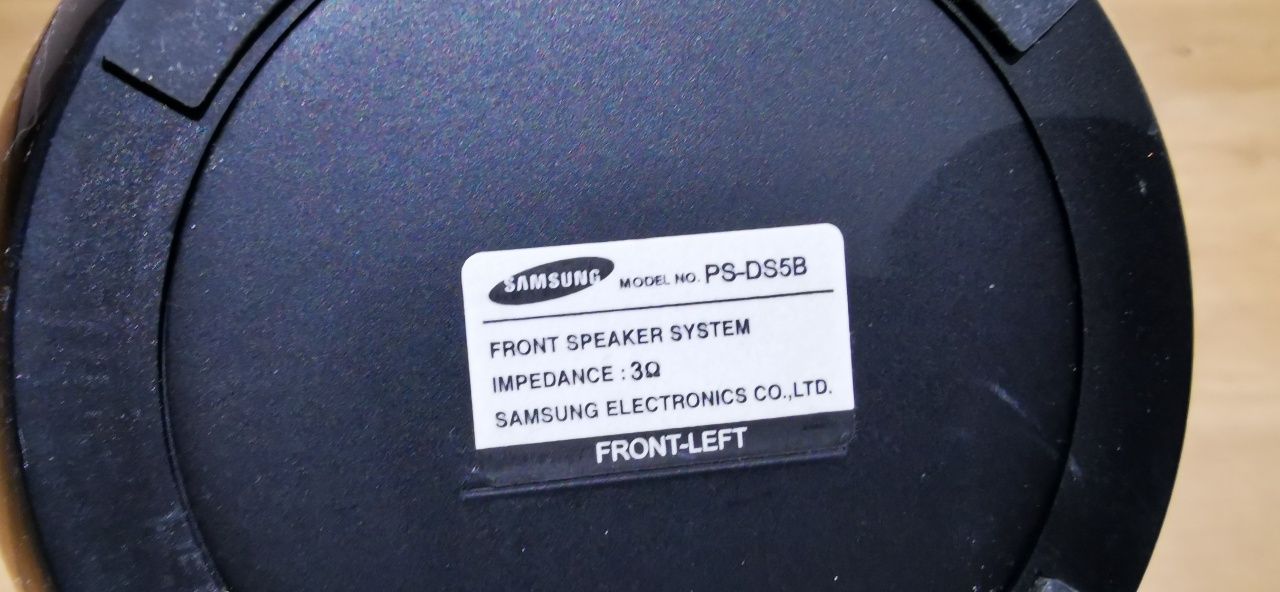 SAMSUNG MODEL NO. PS-DS5B
FRONT SPEAKER SYSTEM
IMPEDANCE : 3Ω
SAMSUNG ELECTRONICS CO.,LTD.
FRONT-LEFT